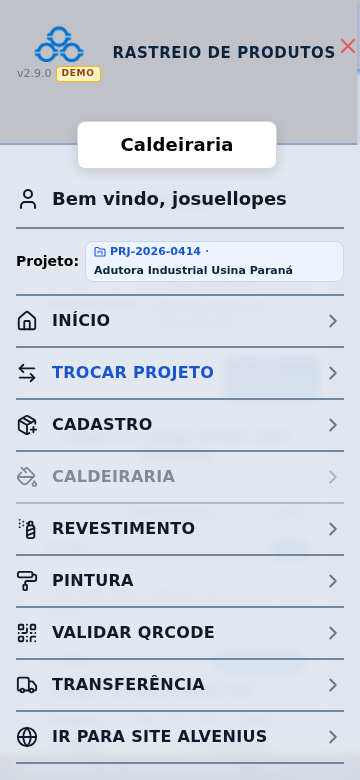 RASTREIO DE PRODUTOS
v2.9.0 DEMO
Caldeiraria
Bem vindo, josuellopes
Projeto:
PRJ-2026-0414 ·
Adutora Industrial Usina Paraná
INÍCIO
TROCAR PROJETO
CADASTRO
CALDEIRARIA
REVESTIMENTO
PINTURA
VALIDAR QRCODE
TRANSFERÊNCIA
IR PARA SITE ALVENIUS